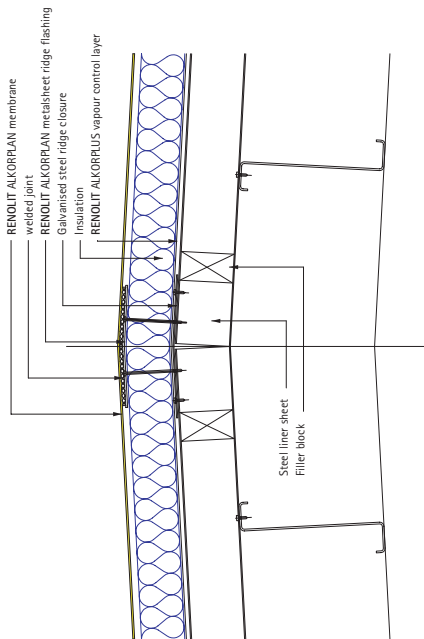 RENOLIT ALKORPLAN membrane
welded joint
RENOLIT ALKORPLAN metalsheet ridge flashing
Galvanised steel ridge closure
Insulation
RENOLIT ALKORPLUS vapour control layer
Steel liner sheet
Filler block